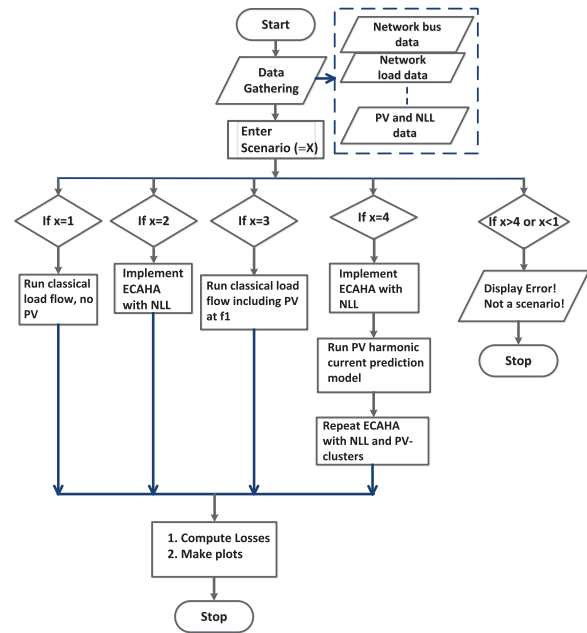 Start
Data
Gathering
Network bus
data
Network
load data
PV and NLL
data
Enter
Scenario (=X)
If x=1
If x=2
If x=3
If x=4
If x>4 or x<1
Run classical
load flow, no
PV
Implement
ECAHA
with NLL
Run classical load
flow including PV
at f1
Implement
ECAHA with
NLL
Display Error!
Not a scenario!
Run PV harmonic
current prediction
model
Stop
Repeat ECAHA
with NLL and PV-
clusters
1. Compute Losses
2. Make plots
Stop